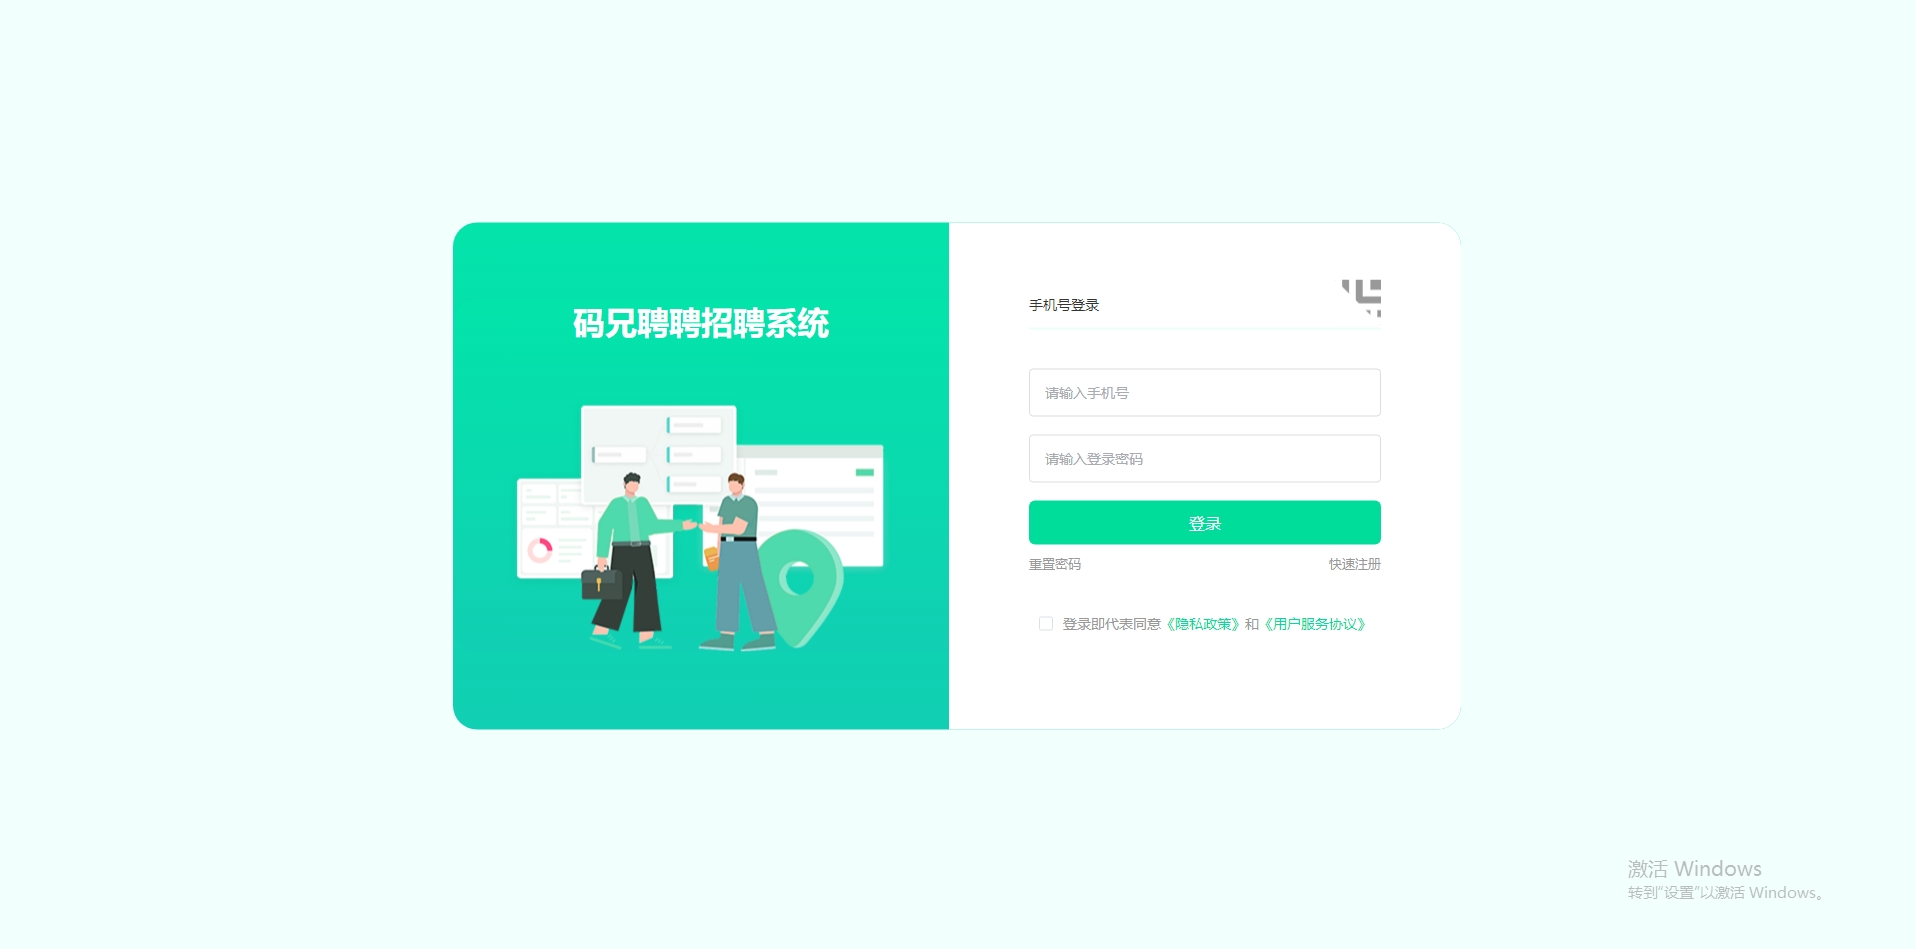 码兄聘聘招聘系统
手机号登录
请输入手机号
请输入登录密码
登录
重置密码
快速注册
登录即代表同意《隐私政策》和《用户服务协议》
激活 Windows
转到“设置”以激活 Windows。